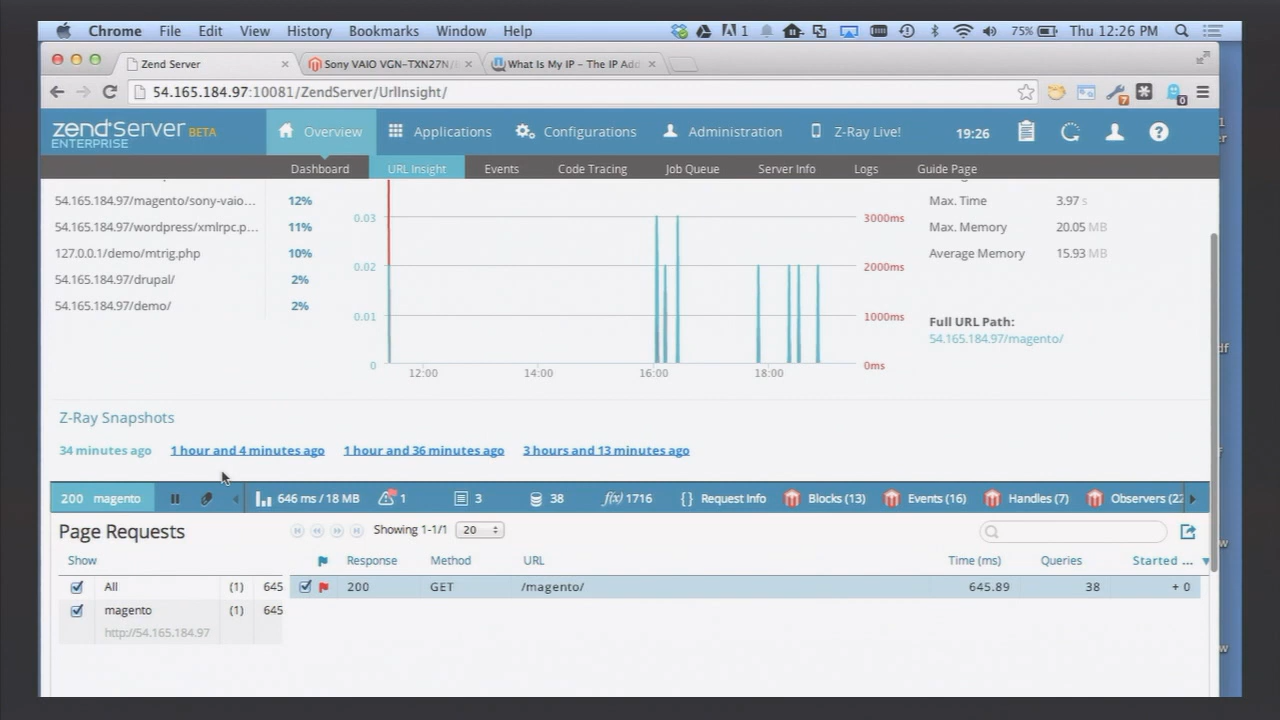 Chrome File Edit View History Bookmarks Window Help 1 75% Thu 12:26 PM
Zend Server × Sony VAIO VGN-TXN27N/ × What Is My IP - The IP Add ×
54.165.184.97:10081/ZendServer/UrlInsight/ 7 0
zend Server BETA
ENTERPRISE
Overview Applications Configurations Administration Z-Ray Live! 19:26
Dashboard URL Insight Events Code Tracing Job Queue Server Info Logs Guide Page
54.165.184.97/magento/sony-vaio... 12%
54.165.184.97/wordpress/xmlrpc.p... 11%
127.0.0.1/demo/mtrig.php 10%
54.165.184.97/drupal/ 2%
54.165.184.97/demo/ 2%
0.03 3000ms
0.02 2000ms
0.01 1000ms
0 0ms
12:00 14:00 16:00 18:00
Max. Time 3.97 s
Max. Memory 20.05 MB
Average Memory 15.93 MB
Full URL Path:
54.165.184.97/magento/
Z-Ray Snapshots
34 minutes ago 1 hour and 4 minutes ago 1 hour and 36 minutes ago 3 hours and 13 minutes ago
200 magento 646 ms / 18 MB 1 3 38 f(x) 1716 {} Request Info Blocks (13) Events (16) Handles (7) Observers (22
Page Requests Showing 1-1/1 20
Show Response Method URL Time (ms) Queries Started ...
All (1) 645 200 GET /magento/ 645.89 38 + 0
magento (1) 645
http://54.165.184.97